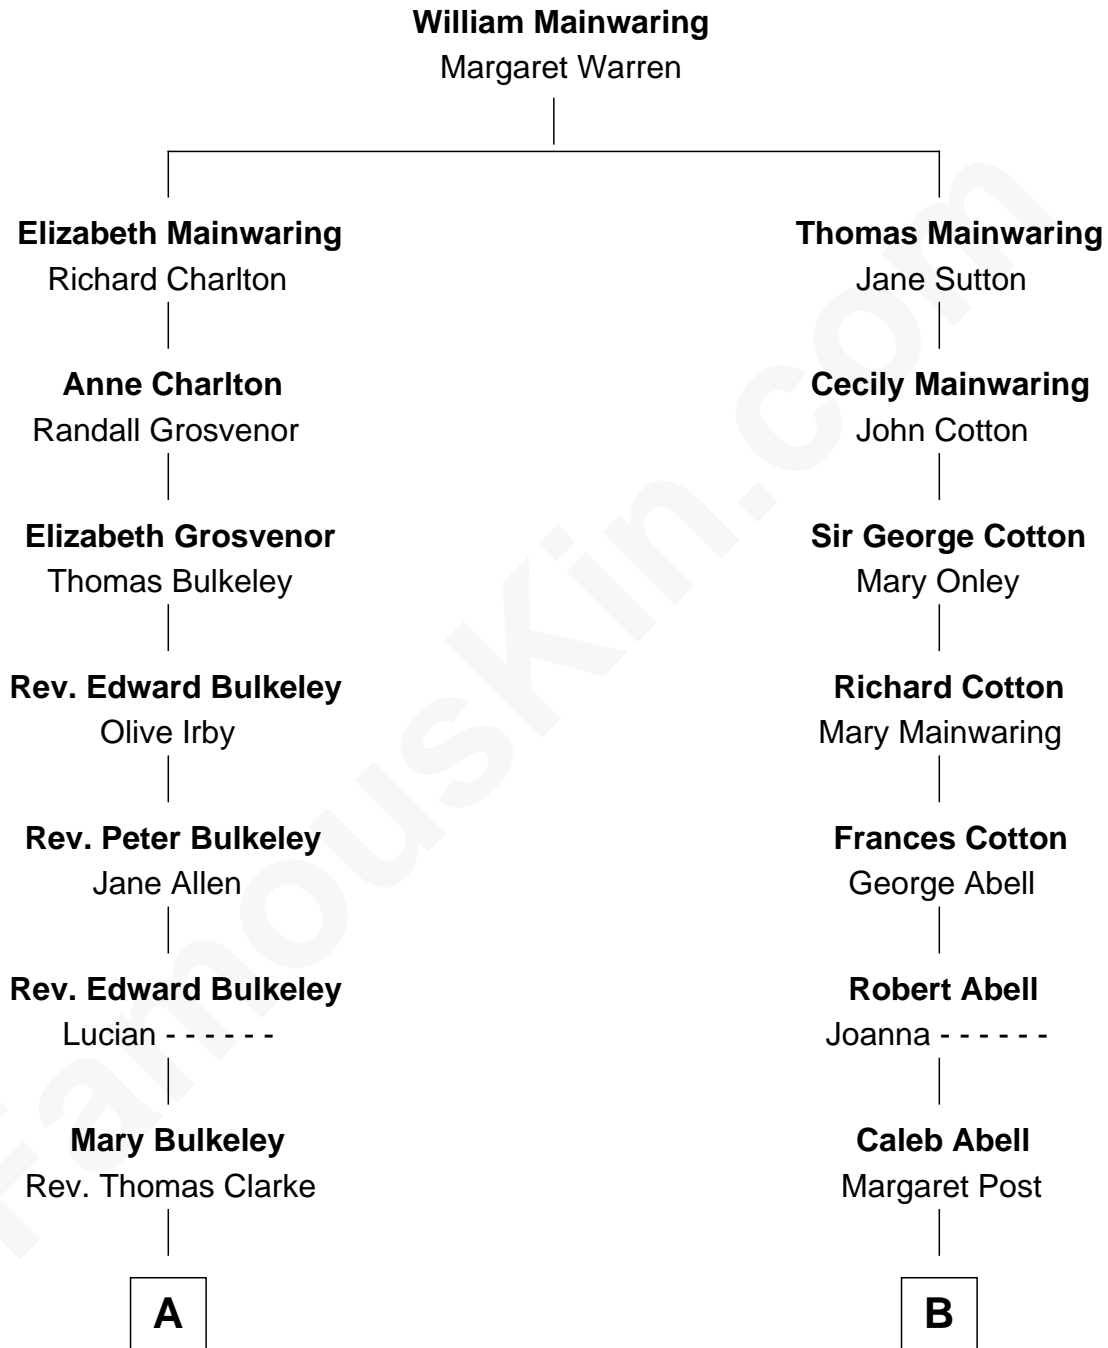 William Mainwaring
Margaret Warren
Elizabeth Mainwaring
Richard Charlton
Thomas Mainwaring
Jane Sutton
Anne Charlton
Randall Grosvenor
Cecily Mainwaring
John Cotton
Elizabeth Grosvenor
Thomas Bulkeley
Sir George Cotton
Mary Onley
Rev. Edward Bulkeley
Olive Irby
Richard Cotton
Mary Mainwaring
Rev. Peter Bulkeley
Jane Allen
Frances Cotton
George Abell
Rev. Edward Bulkeley
Lucian - - - - - -
Robert Abell
Joanna - - - - - -
Mary Bulkeley
Rev. Thomas Clarke
Caleb Abell
Margaret Post
A
B
FamousKin.com